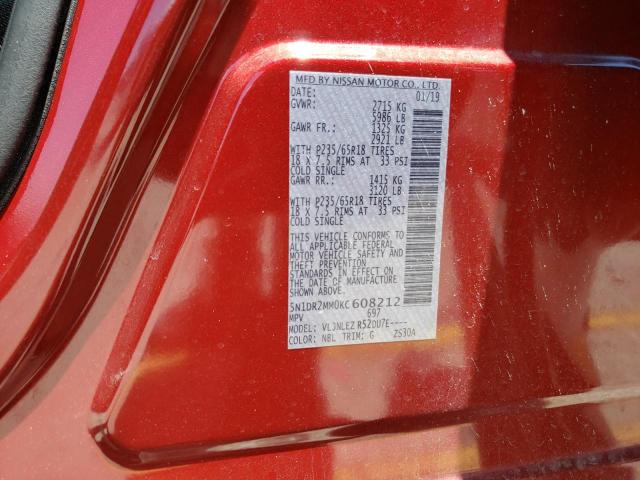 MFD BY NISSAN MOTOR CO., LTD.
DATE: 01/19
GVWR: 2715 KG
5986 LB
GAWR FR.: 1325 KG
2921 LB
WITH P235/65R18 TIRES
18 X 7.5 RIMS AT 33 PSI
COLD SINGLE
GAWR RR.: 1415 KG
3120 LB
WITH P235/65R18 TIRES
18 X 7.5 RIMS AT 33 PSI
COLD SINGLE
THIS VEHICLE CONFORMS TO
ALL APPLICABLE FEDERAL
MOTOR VEHICLE SAFETY AND
THEFT PREVENTION
STANDARDS IN EFFECT ON
THE DATE OF MANUFACTURE
SHOWN ABOVE.
5N1DR2MM0KC608212
MPV 697
MODEL: VLJNLEZ R52DU7E----
COLOR: NBL TRIM: G ZS30A